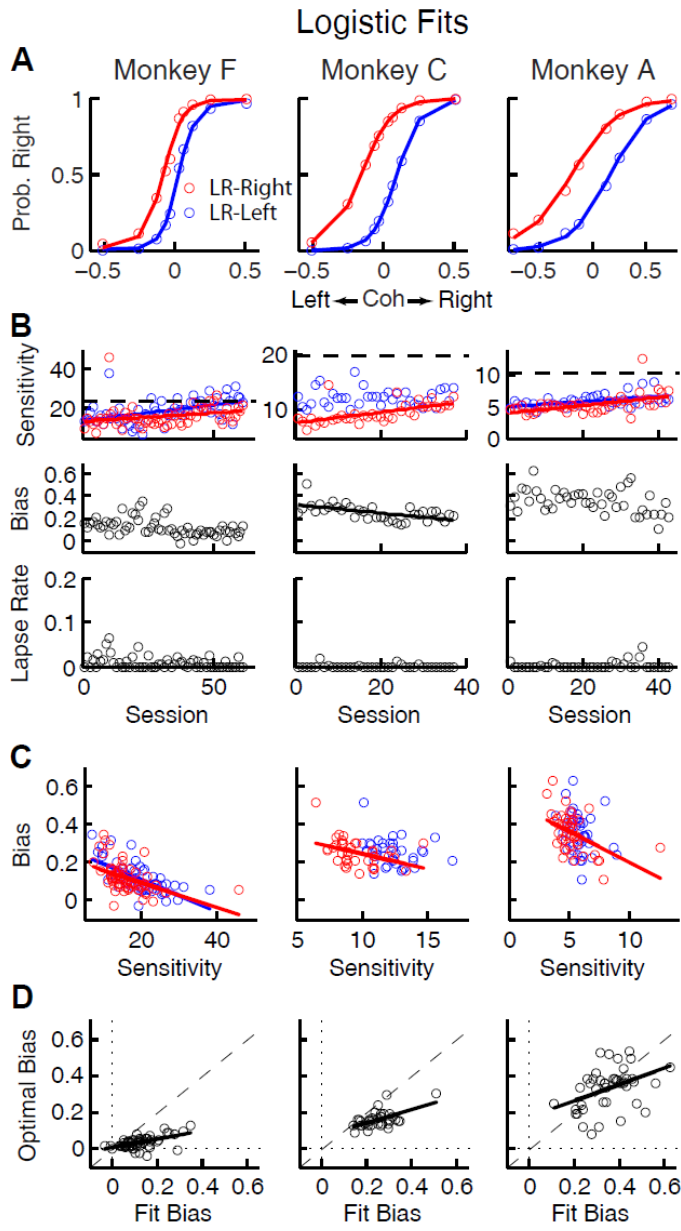 Logistic Fits
A
Monkey F
Monkey C
Monkey A
Prob. Right
1
0.5
0
LR-Right
LR-Left
−0.5 0 0.5
−0.5 0 0.5
−0.5 0 0.5
Left Coh Right
B
Sensitivity
40
20
20
10
10
5
0
Bias
0.6
0.4
0.2
0
Lapse Rate
0.2
0.1
0
0 50
0 20 40
0 20 40
Session
Session
Session
C
Bias
0.6
0.4
0.2
0
20 40
5 10 15
0 5 10
Sensitivity
Sensitivity
Sensitivity
D
Optimal Bias
0.6
0.4
0.2
0
0 0.2 0.4 0.6
0 0.2 0.4 0.6
0 0.2 0.4 0.6
Fit Bias
Fit Bias
Fit Bias